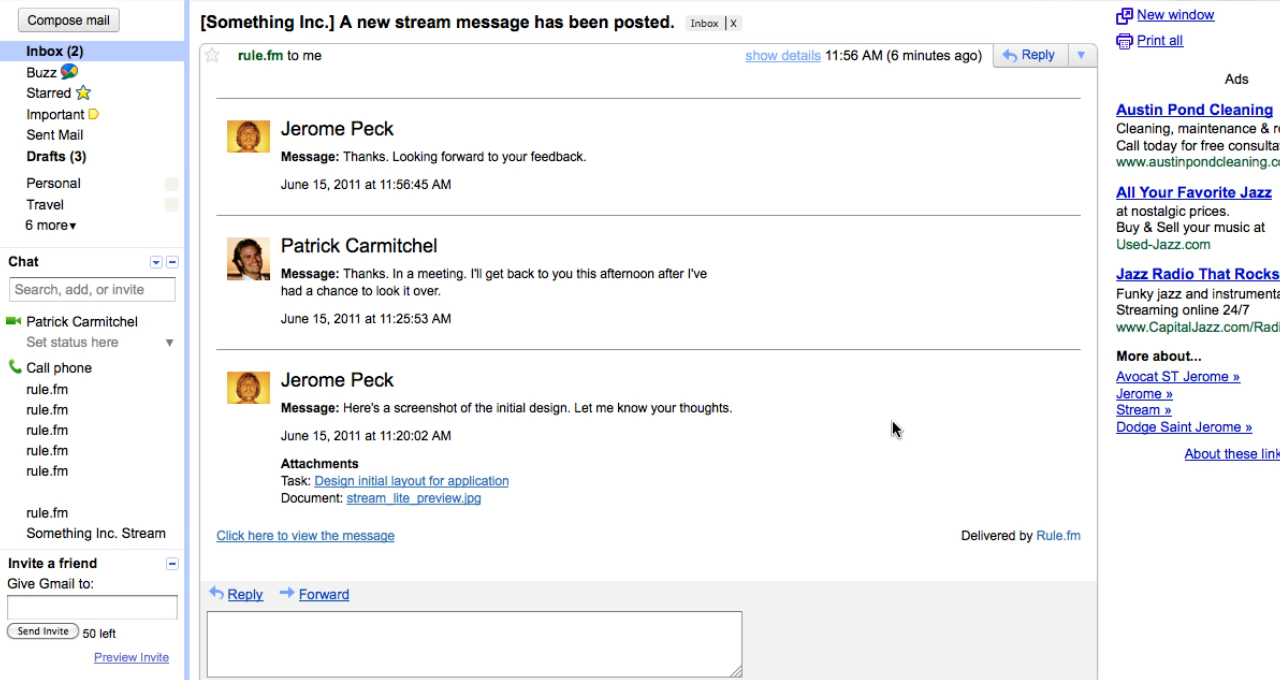 Compose mail
Inbox (2)
Buzz
Starred
Important
Sent Mail
Drafts (3)
Personal
Travel
6 more▾
Chat
Search, add, or invite
Patrick Carmitchel
Set status here
Call phone
rule.fm
rule.fm
rule.fm
rule.fm
rule.fm
rule.fm
Something Inc. Stream
Invite a friend
Give Gmail to:
Send Invite 50 left
Preview Invite
[Something Inc.] A new stream message has been posted. Inbox | X
rule.fm to me show details 11:56 AM (6 minutes ago) Reply
Jerome Peck
Message: Thanks. Looking forward to your feedback.
June 15, 2011 at 11:56:45 AM
Patrick Carmitchel
Message: Thanks. In a meeting. I'll get back to you this afternoon after I've
had a chance to look it over.
June 15, 2011 at 11:25:53 AM
Jerome Peck
Message: Here's a screenshot of the initial design. Let me know your thoughts.
June 15, 2011 at 11:20:02 AM
Attachments
Task: Design initial layout for application
Document: stream_lite_preview.jpg
Click here to view the message Delivered by Rule.fm
Reply Forward
New window
Print all
Ads
Austin Pond Cleaning
Cleaning, maintenance & re
Call today for free consulta
www.austinpondcleaning.c
All Your Favorite Jazz
at nostalgic prices.
Buy & Sell your music at
Used-Jazz.com
Jazz Radio That Rocks
Funky jazz and instrumenta
Streaming online 24/7
www.CapitalJazz.com/Radi
More about...
Avocat ST Jerome »
Jerome »
Stream »
Dodge Saint Jerome »
About these link